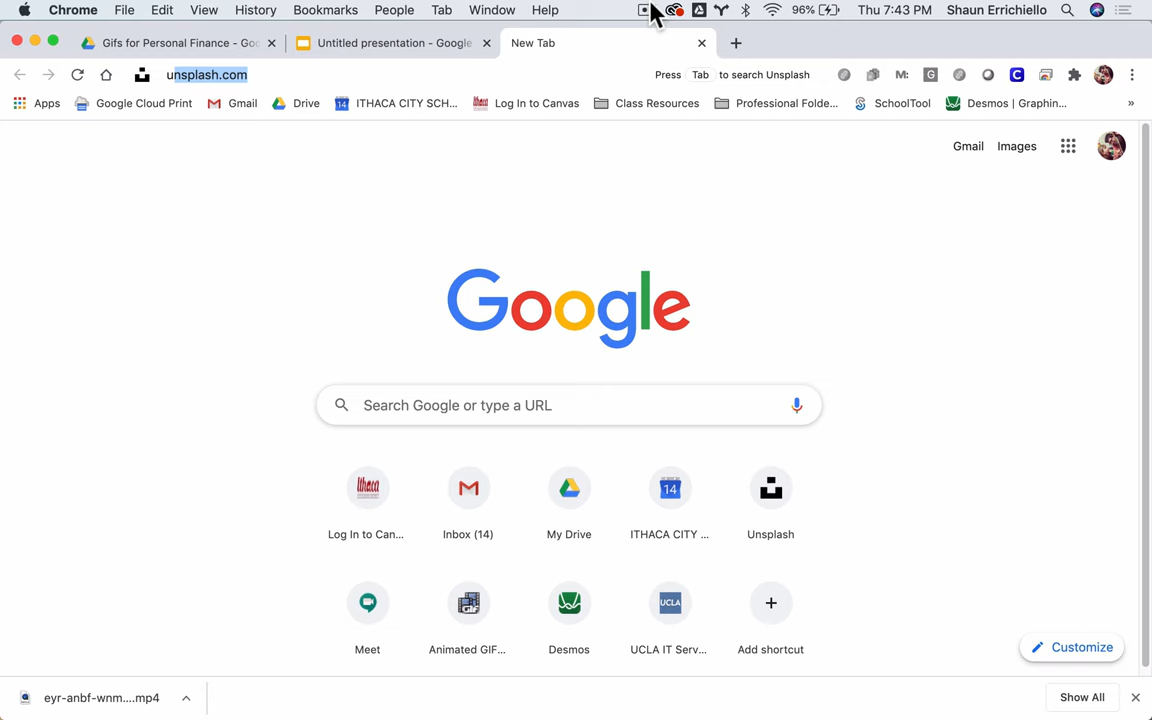 Chrome File Edit View History Bookmarks People Tab Window Help 96% Thu 7:43 PM Shaun Errichiello
Gifs for Personal Finance - Goo Untitled presentation - Google New Tab
unsplash.com Press Tab to search Unsplash
Apps Google Cloud Print Gmail Drive ITHACA CITY SCH... Log In to Canvas Class Resources Professional Folde... SchoolTool Desmos | Graphin... »
Gmail Images
Google
Search Google or type a URL
Log In to Can... Inbox (14) My Drive ITHACA CITY ... Unsplash
Meet Animated GIF... Desmos UCLA IT Serv... Add shortcut
Customize
eyr-anbf-wnm....mp4 Show All